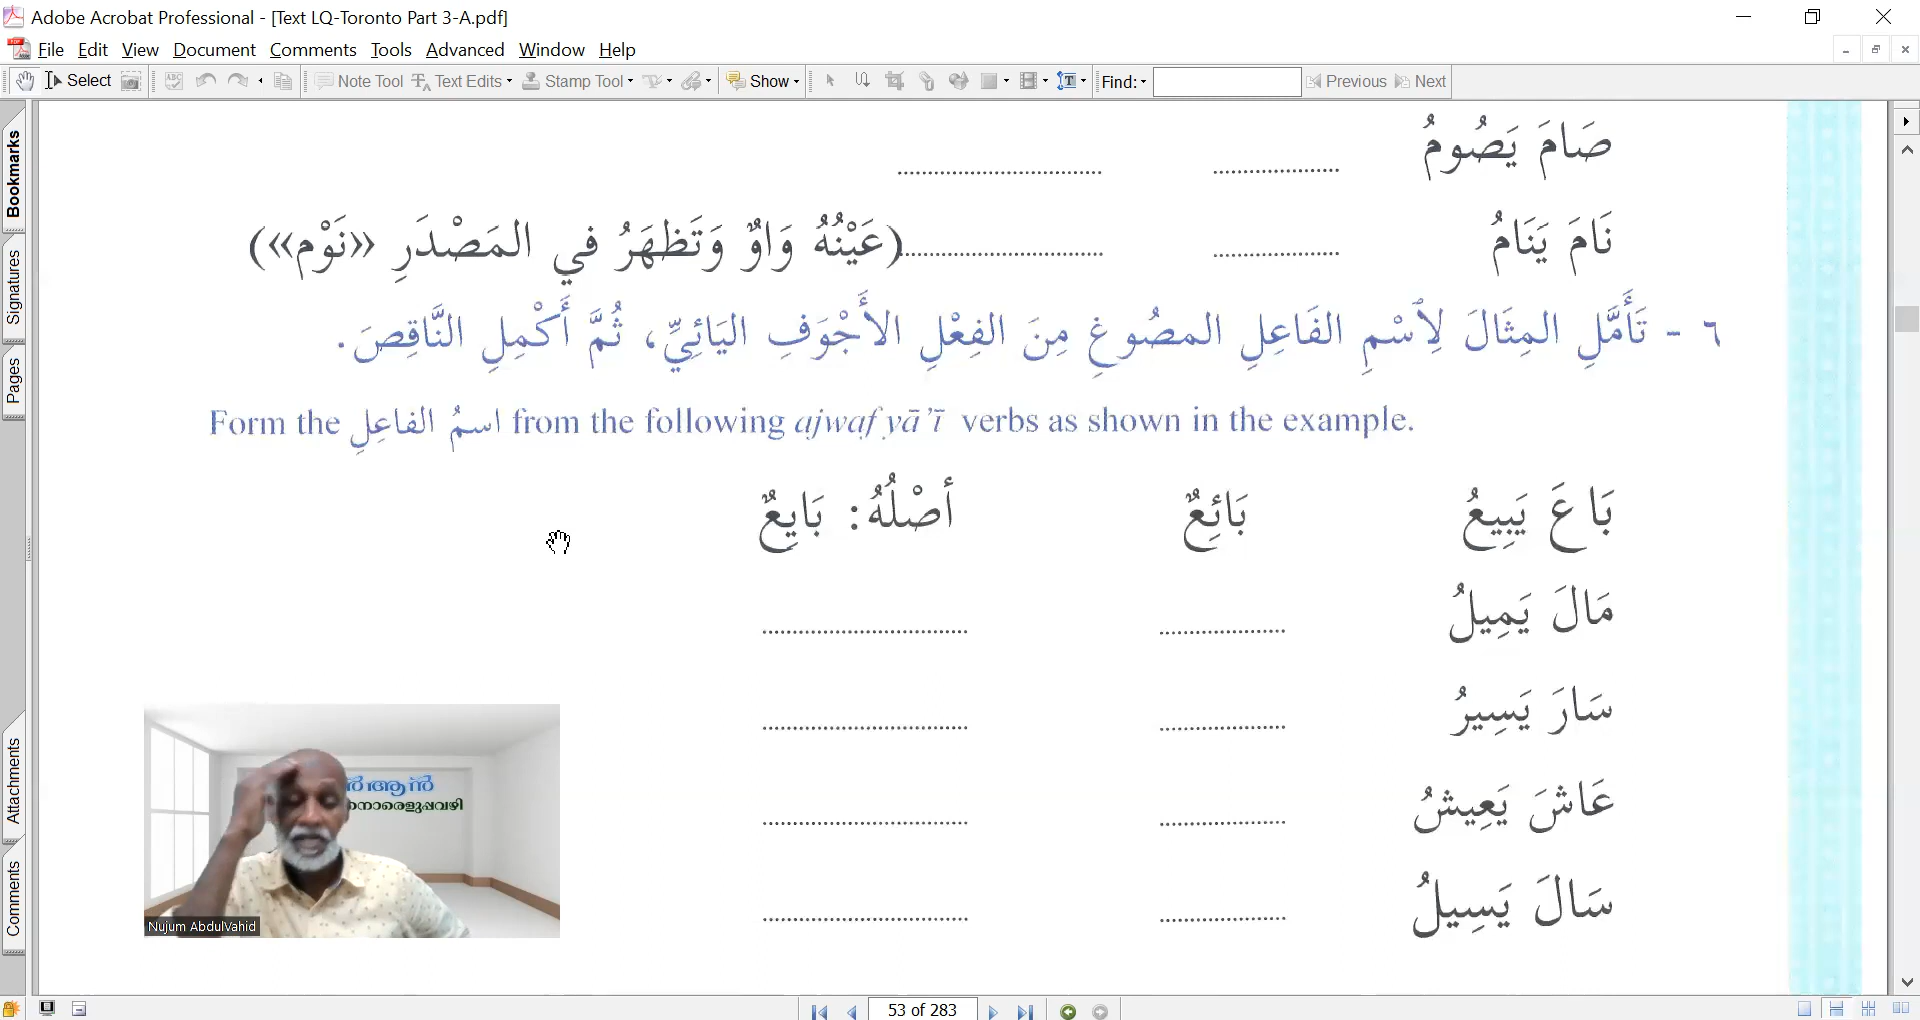 Adobe Acrobat Professional - [Text LQ-Toronto Part 3-A.pdf]
File Edit View Document Comments Tools Advanced Window Help
Select Note Tool Text Edits Stamp Tool Show Find: Previous Next
Bookmarks
Signatures
Pages
Attachments
Comments
صَامَ يَصُومُ ........................ ........................
نَامَ يَنَامُ ........................ ........................(عَيْنُهُ وَاوٌ وَتَظهَرُ في المَصْدَرِ «نَوْم»)
٦ - تَأَمَّلِ المِثَالَ لِاسْمِ الفَاعِلِ المصُوغِ مِنَ الفِعْلِ الأَجْوَفِ اليَائِيِّ، ثُمَّ أَكْمِلِ النَّاقِصَ.
Form the اسمُ الفاعِلِ from the following ajwaf yā’ī verbs as shown in the example.
بَاعَ يَبِيعُ بَائِعٌ أَصْلُهُ: بَايِعٌ
مَالَ يَمِيلُ ........................ ........................
سَارَ يَسِيرُ ........................ ........................
عَاشَ يَعِيشُ ........................ ........................
سَالَ يَسِيلُ ........................ ........................
Nujum AbdulVahid
53 of 283